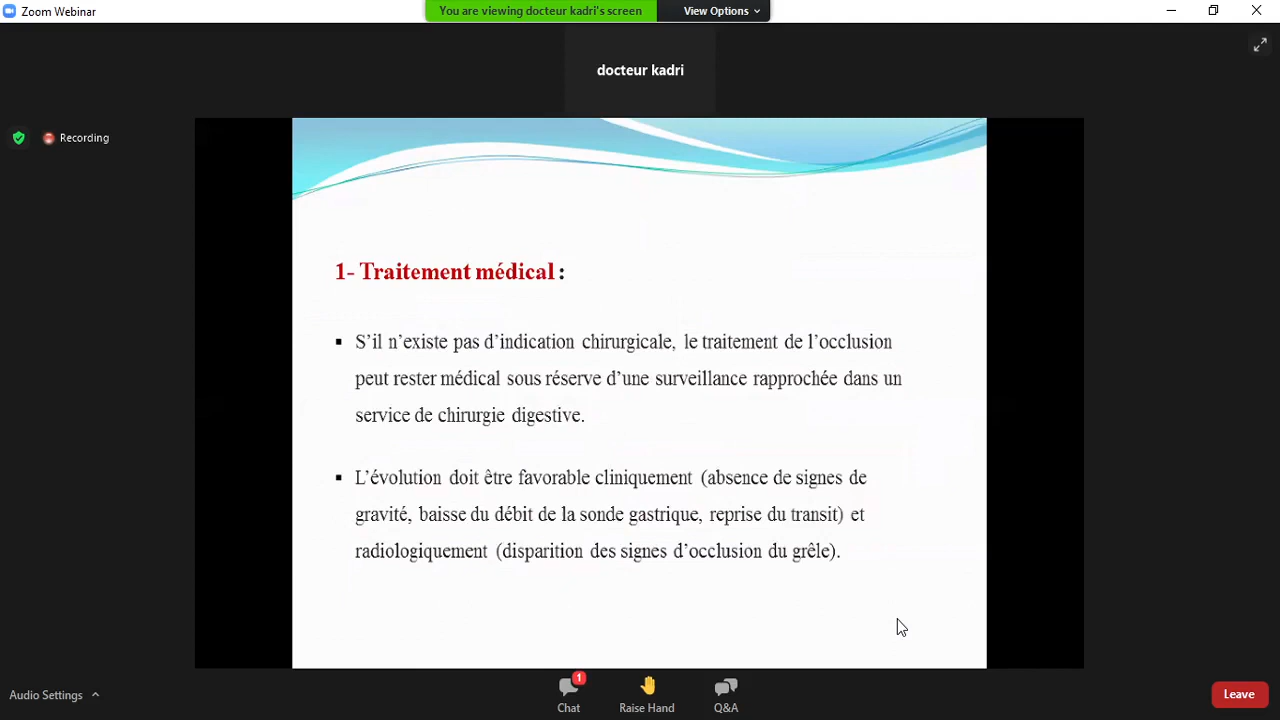 Zoom Webinar
You are viewing docteur kadri's screen
View Options
docteur kadri
Recording
1- Traitement médical :
▪ S’il n’existe pas d’indication chirurgicale, le traitement de l’occlusion
peut rester médical sous réserve d’une surveillance rapprochée dans un
service de chirurgie digestive.
▪ L’évolution doit être favorable cliniquement (absence de signes de
gravité, baisse du débit de la sonde gastrique, reprise du transit) et
radiologiquement (disparition des signes d’occlusion du grêle).
Audio Settings
1
Chat
Raise Hand
Q&A
Leave